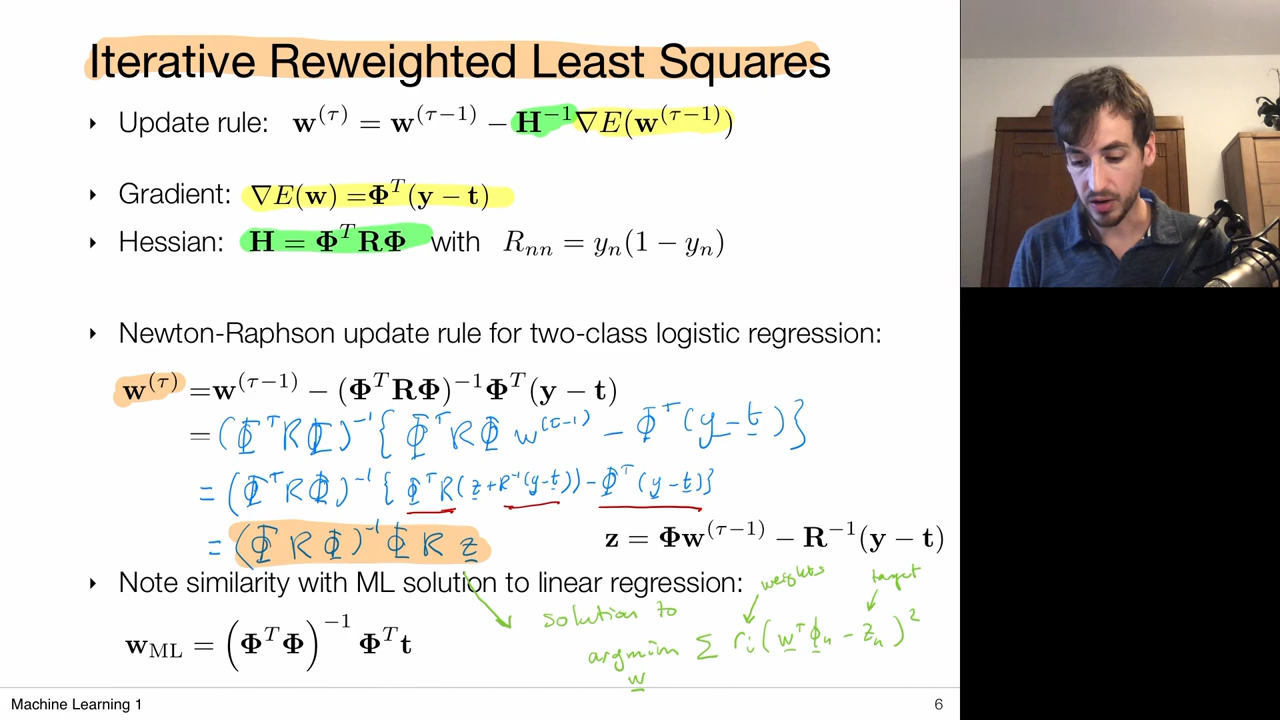 Iterative Reweighted Least Squares
‣ Update rule: w^(τ) = w^(τ−1) − H^−1 ∇E(w^(τ−1))
‣ Gradient: ∇E(w) = Φ^T (y − t)
‣ Hessian: H = Φ^T RΦ with R_nn = y_n(1 − y_n)
‣ Newton-Raphson update rule for two-class logistic regression:
w^(τ) = w^(τ−1) − (Φ^T RΦ)^−1 Φ^T (y − t)
= (Φ^T R Φ)^−1 { Φ^T R Φ w^(τ−1) − Φ^T (y − t) }
= (Φ^T R Φ)^−1 { Φ^T R (z + R^−1 (y − t)) − Φ^T (y − t) }
= (Φ^T R Φ)^−1 Φ R z
z = Φw^(τ−1) − R^−1 (y − t)
‣ Note similarity with ML solution to linear regression:
weights target
solution to
argmin Σ r_i ( w^T ϕ_n − z_n )^2
w
w_ML = (Φ^T Φ)^−1 Φ^T t
Machine Learning 1 6